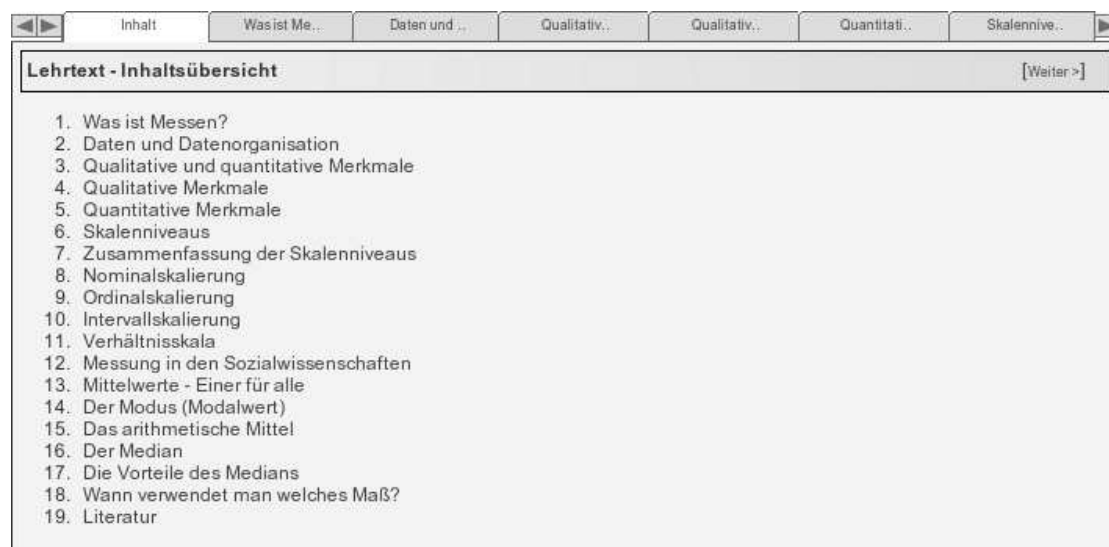 Inhalt Was ist Me... Daten und ... Qualitativ... Qualitativ... Quantitati... Skalennive...
Lehrtext - Inhaltsübersicht [Weiter >]
1. Was ist Messen?
2. Daten und Datenorganisation
3. Qualitative und quantitative Merkmale
4. Qualitative Merkmale
5. Quantitative Merkmale
6. Skalenniveaus
7. Zusammenfassung der Skalenniveaus
8. Nominalskalierung
9. Ordinalskalierung
10. Intervallskalierung
11. Verhältnisskala
12. Messung in den Sozialwissenschaften
13. Mittelwerte - Einer für alle
14. Der Modus (Modalwert)
15. Das arithmetische Mittel
16. Der Median
17. Die Vorteile des Medians
18. Wann verwendet man welches Maß?
19. Literatur